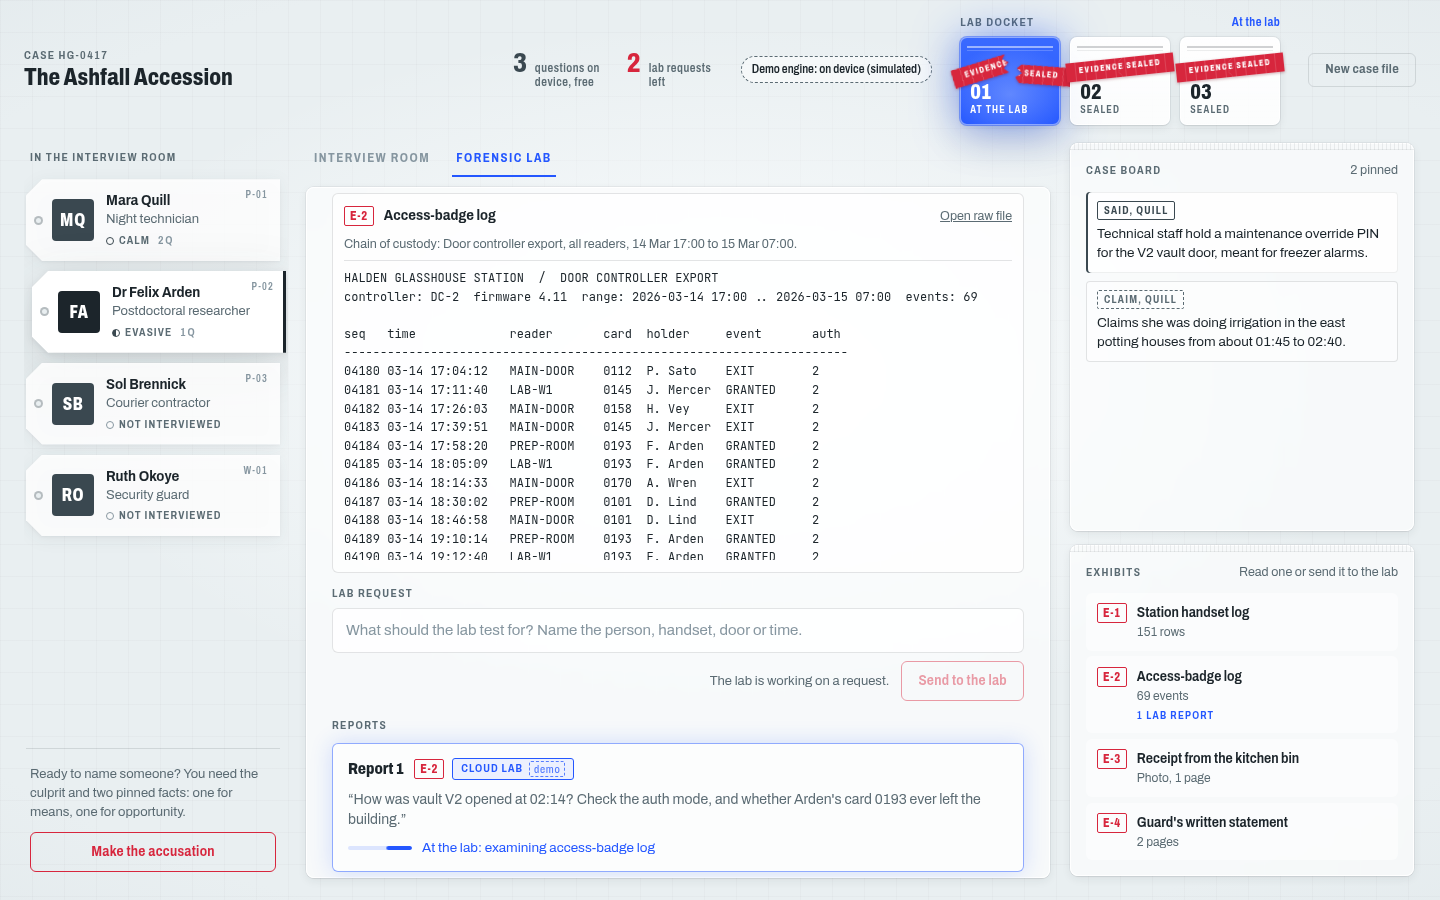 CASE HG-0417
The Ashfall Accession
3 questions on device, free
2 lab requests left
Demo engine: on device (simulated)
LAB DOCKET
At the lab
EVIDENCE SEALED
01
AT THE LAB
EVIDENCE SEALED
02
SEALED
EVIDENCE SEALED
03
SEALED
New case file
IN THE INTERVIEW ROOM
P-01
Mara Quill
MQ
Night technician
CALM 2Q
P-02
Dr Felix Arden
FA
Postdoctoral researcher
EVASIVE 1Q
P-03
Sol Brennick
SB
Courier contractor
NOT INTERVIEWED
W-01
Ruth Okoye
RO
Security guard
NOT INTERVIEWED
Ready to name someone? You need the
culprit and two pinned facts: one for
means, one for opportunity.
Make the accusation
INTERVIEW ROOM
FORENSIC LAB
E-2 Access-badge log
Open raw file
Chain of custody: Door controller export, all readers, 14 Mar 17:00 to 15 Mar 07:00.
HALDEN GLASSHOUSE STATION / DOOR CONTROLLER EXPORT
controller: DC-2 firmware 4.11 range: 2026-03-14 17:00 .. 2026-03-15 07:00 events: 69
seq time reader card holder event auth
----------------------------------------------------------------------
04180 03-14 17:04:12 MAIN-DOOR 0112 P. Sato EXIT 2
04181 03-14 17:11:40 LAB-W1 0145 J. Mercer GRANTED 2
04182 03-14 17:26:03 MAIN-DOOR 0158 H. Vey EXIT 2
04183 03-14 17:39:51 MAIN-DOOR 0145 J. Mercer EXIT 2
04184 03-14 17:58:20 PREP-ROOM 0193 F. Arden GRANTED 2
04185 03-14 18:05:09 LAB-W1 0193 F. Arden GRANTED 2
04186 03-14 18:14:33 MAIN-DOOR 0170 A. Wren EXIT 2
04187 03-14 18:30:02 PREP-ROOM 0101 D. Lind GRANTED 2
04188 03-14 18:46:58 MAIN-DOOR 0101 D. Lind EXIT 2
04189 03-14 19:10:14 PREP-ROOM 0193 F. Arden GRANTED 2
04190 03-14 19:12:40 LAB-W1 0193 F. Arden GRANTED 2
LAB REQUEST
What should the lab test for? Name the person, handset, door or time.
The lab is working on a request.
Send to the lab
REPORTS
Report 1 E-2 CLOUD LAB demo
“How was vault V2 opened at 02:14? Check the auth mode, and whether Arden's card 0193 ever left the
building.”
At the lab: examining access-badge log
CASE BOARD
2 pinned
SAID, QUILL
Technical staff hold a maintenance override PIN
for the V2 vault door, meant for freezer alarms.
CLAIM, QUILL
Claims she was doing irrigation in the east
potting houses from about 01:45 to 02:40.
EXHIBITS
Read one or send it to the lab
E-1 Station handset log
151 rows
E-2 Access-badge log
69 events
1 LAB REPORT
E-3 Receipt from the kitchen bin
Photo, 1 page
E-4 Guard's written statement
2 pages